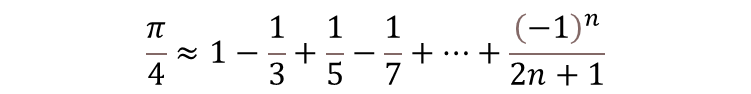 π/4 ≈ 1 − 1/3 + 1/5 − 1/7 + ⋯ + (−1)ⁿ/(2n + 1)